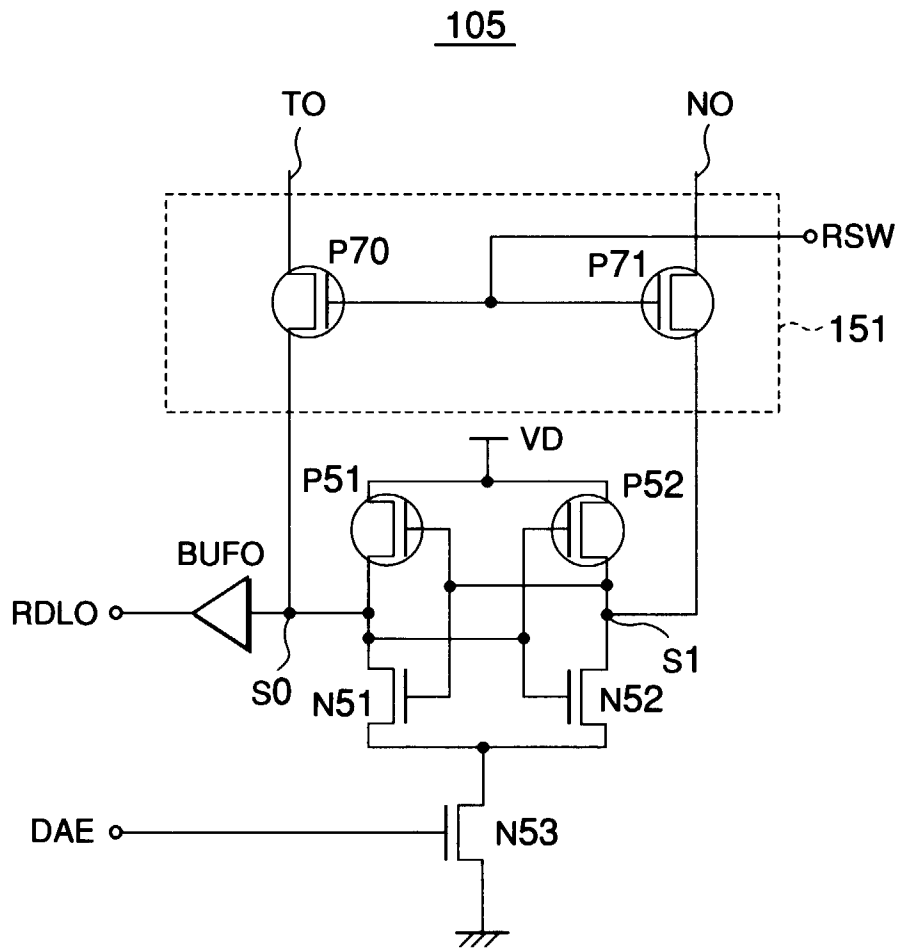 105
TO
NO
RSW
P70
P71
151
VD
P51
P52
BUFO
RDLO
S0
S1
N51
N52
DAE
N53